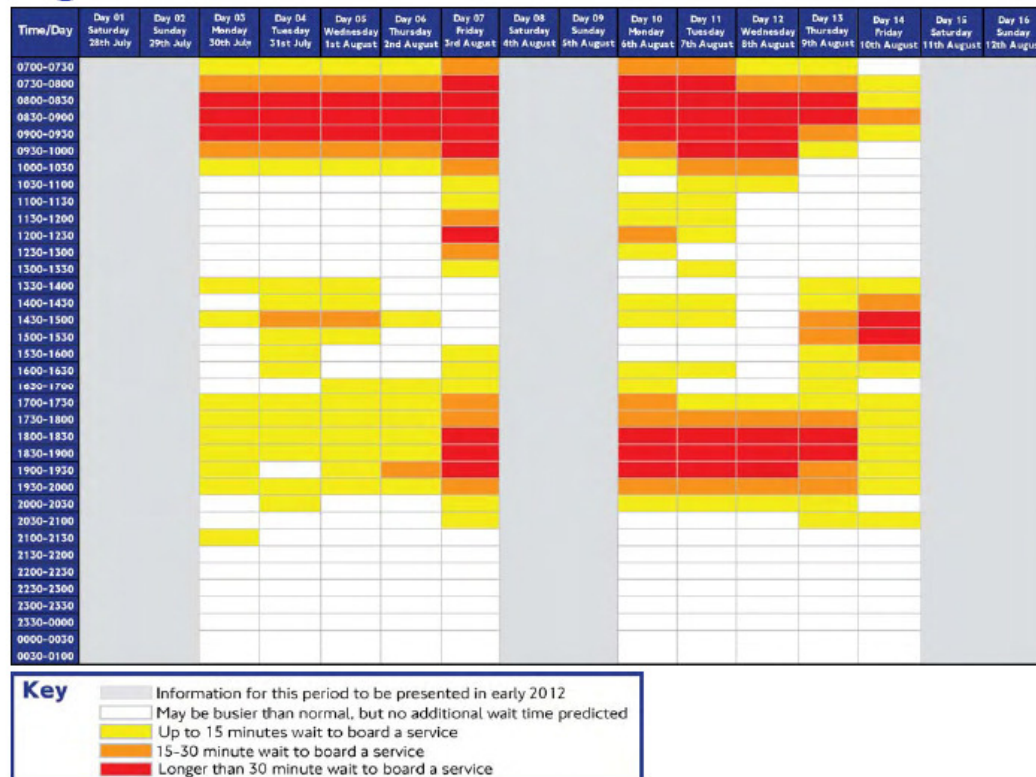 Time/Day
Day 01
Saturday
28th July
Day 02
Sunday
29th July
Day 03
Monday
30th July
Day 04
Tuesday
31st July
Day 05
Wednesday
1st August
Day 06
Thursday
2nd August
Day 07
Friday
3rd August
Day 08
Saturday
4th August
Day 09
Sunday
5th August
Day 10
Monday
6th August
Day 11
Tuesday
7th August
Day 12
Wednesday
8th August
Day 13
Thursday
9th August
Day 14
Friday
10th August
Day 15
Saturday
11th August
Day 16
Sunday
12th August
0700-0730
0730-0800
0800-0830
0830-0900
0900-0930
0930-1000
1000-1030
1030-1100
1100-1130
1130-1200
1200-1230
1230-1300
1300-1330
1330-1400
1400-1430
1430-1500
1500-1530
1530-1600
1600-1630
1630-1700
1700-1730
1730-1800
1800-1830
1830-1900
1900-1930
1930-2000
2000-2030
2030-2100
2100-2130
2130-2200
2200-2230
2230-2300
2300-2330
2330-0000
0000-0030
0030-0100
Key
Information for this period to be presented in early 2012
May be busier than normal, but no additional wait time predicted
Up to 15 minutes wait to board a service
15-30 minute wait to board a service
Longer than 30 minute wait to board a service